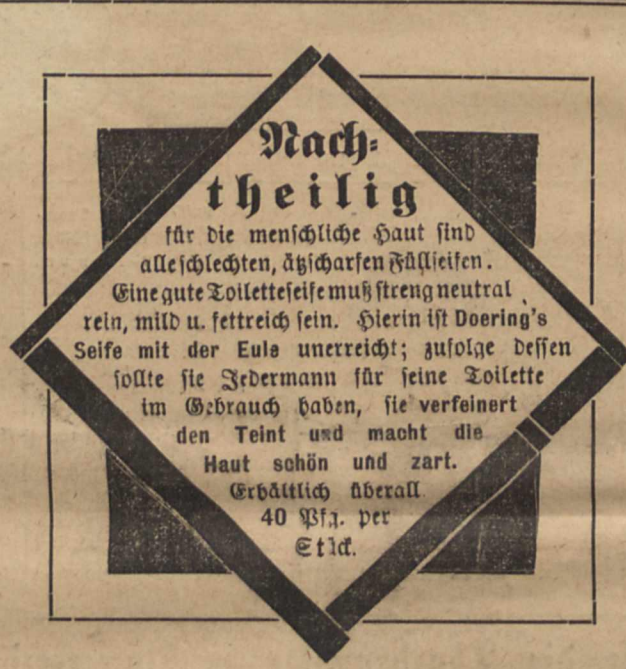 Nach-
theilig
für die menschliche Haut sind
alle schlechten, ätzscharfen Füllseifen.
Eine gute Toiletteseife muß streng neutral
rein, mild u. fettreich sein. Hierin ist Doering's
Seife mit der Eule unerreicht; zufolge dessen
sollte sie Jedermann für seine Toilette
im Gebrauch haben, sie verfeinert
den Teint und macht die
Haut schön und zart.
Erhältlich überall
40 Pfg. per
Stück.